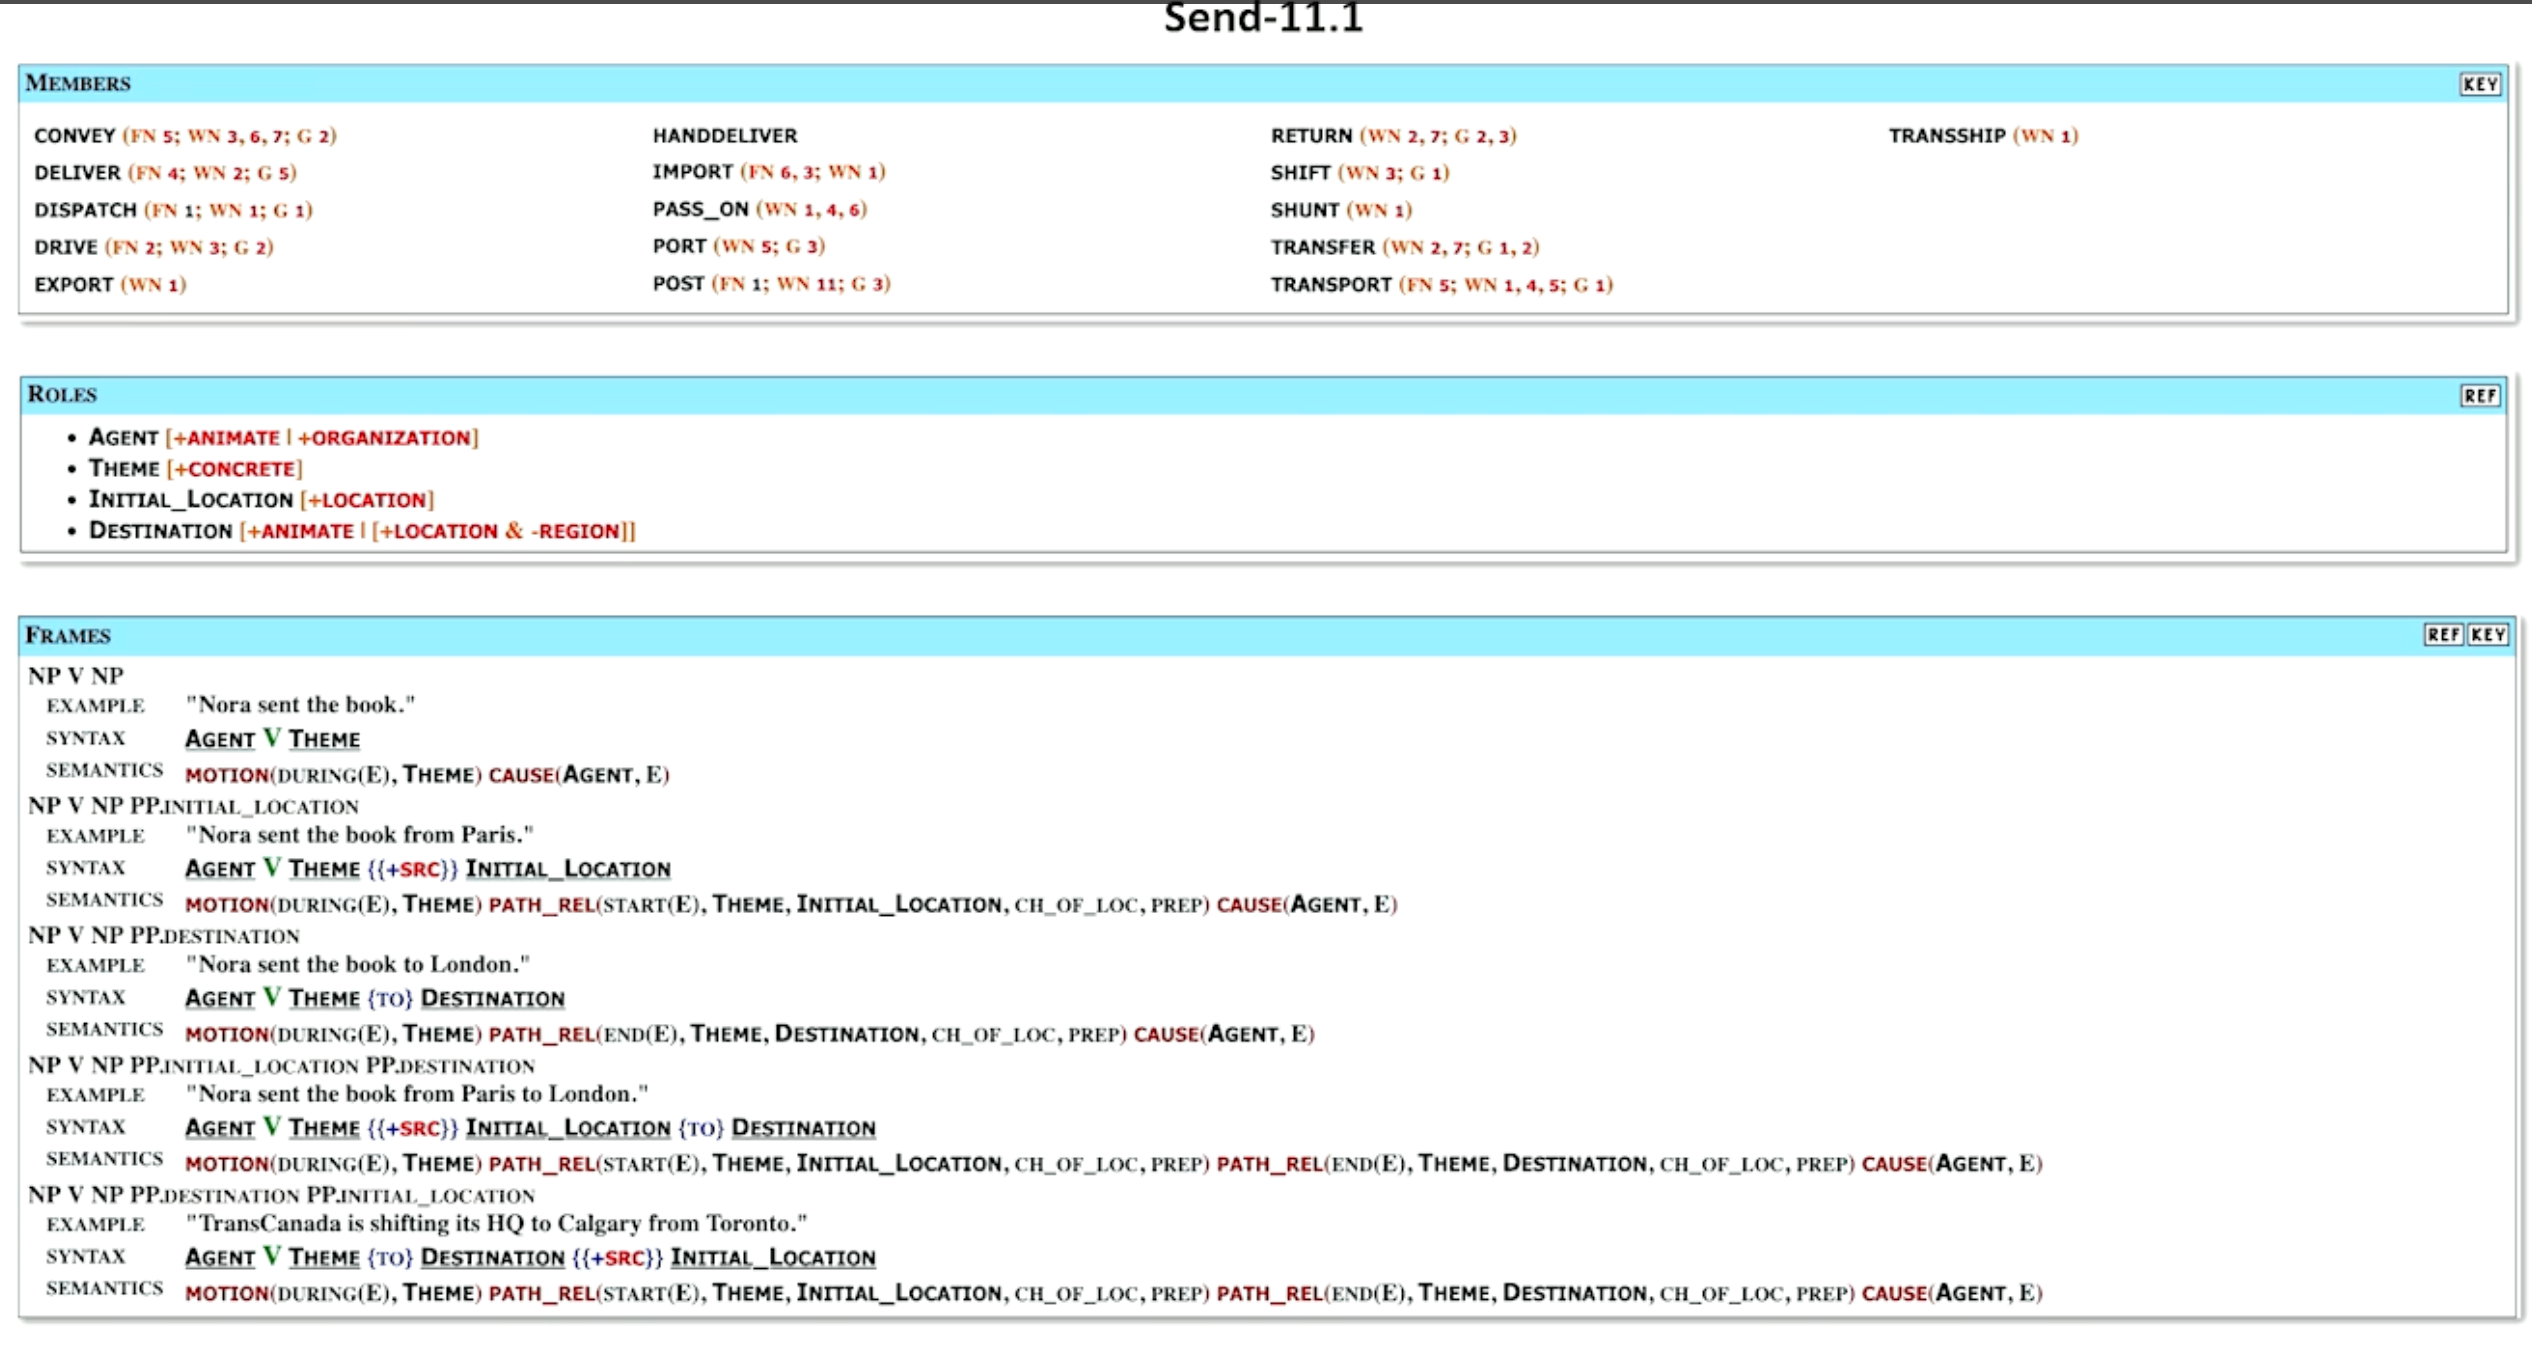 Send-11.1
MEMBERS KEY
CONVEY (FN 5; WN 3, 6, 7; G 2) HANDDELIVER RETURN (WN 2, 7; G 2, 3) TRANSSHIP (WN 1)
DELIVER (FN 4; WN 2; G 5) IMPORT (FN 6, 3; WN 1) SHIFT (WN 3; G 1)
DISPATCH (FN 1; WN 1; G 1) PASS_ON (WN 1, 4, 6) SHUNT (WN 1)
DRIVE (FN 2; WN 3; G 2) PORT (WN 5; G 3) TRANSFER (WN 2, 7; G 1, 2)
EXPORT (WN 1) POST (FN 1; WN 11; G 3) TRANSPORT (FN 5; WN 1, 4, 5; G 1)
ROLES REF
• AGENT [+ANIMATE | +ORGANIZATION]
• THEME [+CONCRETE]
• INITIAL_LOCATION [+LOCATION]
• DESTINATION [+ANIMATE | [+LOCATION & -REGION]]
FRAMES REF KEY
NP V NP
EXAMPLE "Nora sent the book."
SYNTAX AGENT V THEME
SEMANTICS MOTION(DURING(E), THEME) CAUSE(AGENT, E)
NP V NP PP.INITIAL_LOCATION
EXAMPLE "Nora sent the book from Paris."
SYNTAX AGENT V THEME {{+SRC}} INITIAL_LOCATION
SEMANTICS MOTION(DURING(E), THEME) PATH_REL(START(E), THEME, INITIAL_LOCATION, CH_OF_LOC, PREP) CAUSE(AGENT, E)
NP V NP PP.DESTINATION
EXAMPLE "Nora sent the book to London."
SYNTAX AGENT V THEME {TO} DESTINATION
SEMANTICS MOTION(DURING(E), THEME) PATH_REL(END(E), THEME, DESTINATION, CH_OF_LOC, PREP) CAUSE(AGENT, E)
NP V NP PP.INITIAL_LOCATION PP.DESTINATION
EXAMPLE "Nora sent the book from Paris to London."
SYNTAX AGENT V THEME {{+SRC}} INITIAL_LOCATION {TO} DESTINATION
SEMANTICS MOTION(DURING(E), THEME) PATH_REL(START(E), THEME, INITIAL_LOCATION, CH_OF_LOC, PREP) PATH_REL(END(E), THEME, DESTINATION, CH_OF_LOC, PREP) CAUSE(AGENT, E)
NP V NP PP.DESTINATION PP.INITIAL_LOCATION
EXAMPLE "TransCanada is shifting its HQ to Calgary from Toronto."
SYNTAX AGENT V THEME {TO} DESTINATION {{+SRC}} INITIAL_LOCATION
SEMANTICS MOTION(DURING(E), THEME) PATH_REL(START(E), THEME, INITIAL_LOCATION, CH_OF_LOC, PREP) PATH_REL(END(E), THEME, DESTINATION, CH_OF_LOC, PREP) CAUSE(AGENT, E)